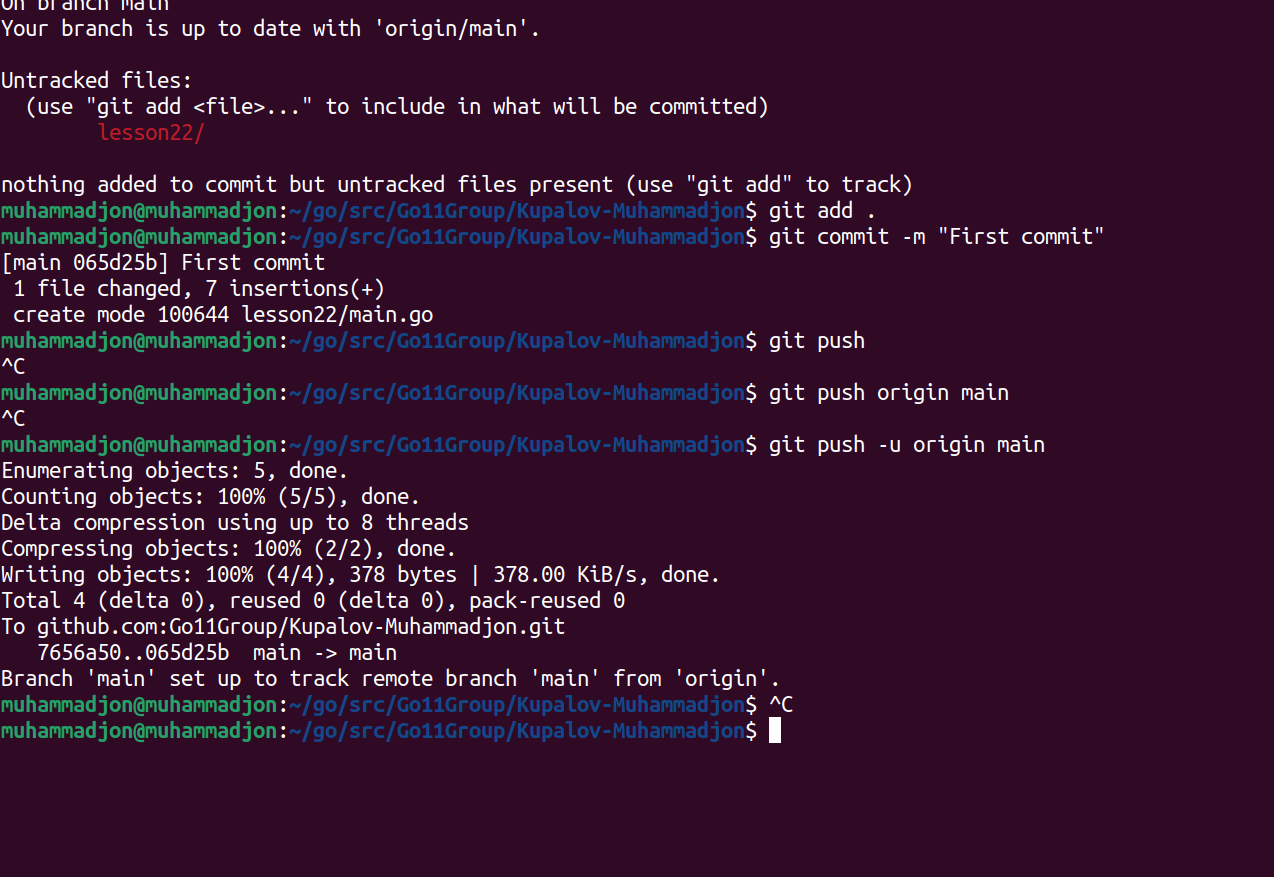 On branch main
Your branch is up to date with 'origin/main'.
Untracked files:
  (use "git add <file>..." to include in what will be committed)
        lesson22/
nothing added to commit but untracked files present (use "git add" to track)
muhammadjon@muhammadjon:~/go/src/Go11Group/Kupalov-Muhammadjon$ git add .
muhammadjon@muhammadjon:~/go/src/Go11Group/Kupalov-Muhammadjon$ git commit -m "First commit"
[main 065d25b] First commit
 1 file changed, 7 insertions(+)
 create mode 100644 lesson22/main.go
muhammadjon@muhammadjon:~/go/src/Go11Group/Kupalov-Muhammadjon$ git push
^C
muhammadjon@muhammadjon:~/go/src/Go11Group/Kupalov-Muhammadjon$ git push origin main
^C
muhammadjon@muhammadjon:~/go/src/Go11Group/Kupalov-Muhammadjon$ git push -u origin main
Enumerating objects: 5, done.
Counting objects: 100% (5/5), done.
Delta compression using up to 8 threads
Compressing objects: 100% (2/2), done.
Writing objects: 100% (4/4), 378 bytes | 378.00 KiB/s, done.
Total 4 (delta 0), reused 0 (delta 0), pack-reused 0
To github.com:Go11Group/Kupalov-Muhammadjon.git
   7656a50..065d25b  main -> main
Branch 'main' set up to track remote branch 'main' from 'origin'.
muhammadjon@muhammadjon:~/go/src/Go11Group/Kupalov-Muhammadjon$ ^C
muhammadjon@muhammadjon:~/go/src/Go11Group/Kupalov-Muhammadjon$